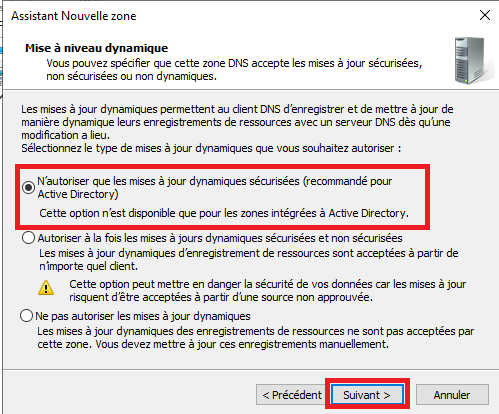 Assistant Nouvelle zone
Mise à niveau dynamique
Vous pouvez spécifier que cette zone DNS accepte les mises à jour sécurisées,
non sécurisées ou non dynamiques.
Les mises à jour dynamiques permettent au client DNS d'enregistrer et de mettre à jour de
manière dynamique leurs enregistrements de ressources avec un serveur DNS dès qu'une
modification a lieu.
Sélectionnez le type de mises à jour dynamiques que vous souhaitez autoriser :
N'autoriser que les mises à jour dynamiques sécurisées (recommandé pour
Active Directory)
Cette option n'est disponible que pour les zones intégrées à Active Directory.
Autoriser à la fois les mises à jours dynamiques sécurisées et non sécurisées
Les mises à jours dynamiques d'enregistrement de ressources sont acceptées à partir de
n'importe quel client.
Cette option peut mettre en danger la sécurité de vos données car les mises à jour
risquent d'être acceptées à partir d'une source non approuvée.
Ne pas autoriser les mises à jour dynamiques
Les mises à jour dynamiques des enregistrements de ressources ne sont pas acceptées par
cette zone. Vous devez mettre à jour ces enregistrements manuellement.
< Précédent
Suivant >
Annuler